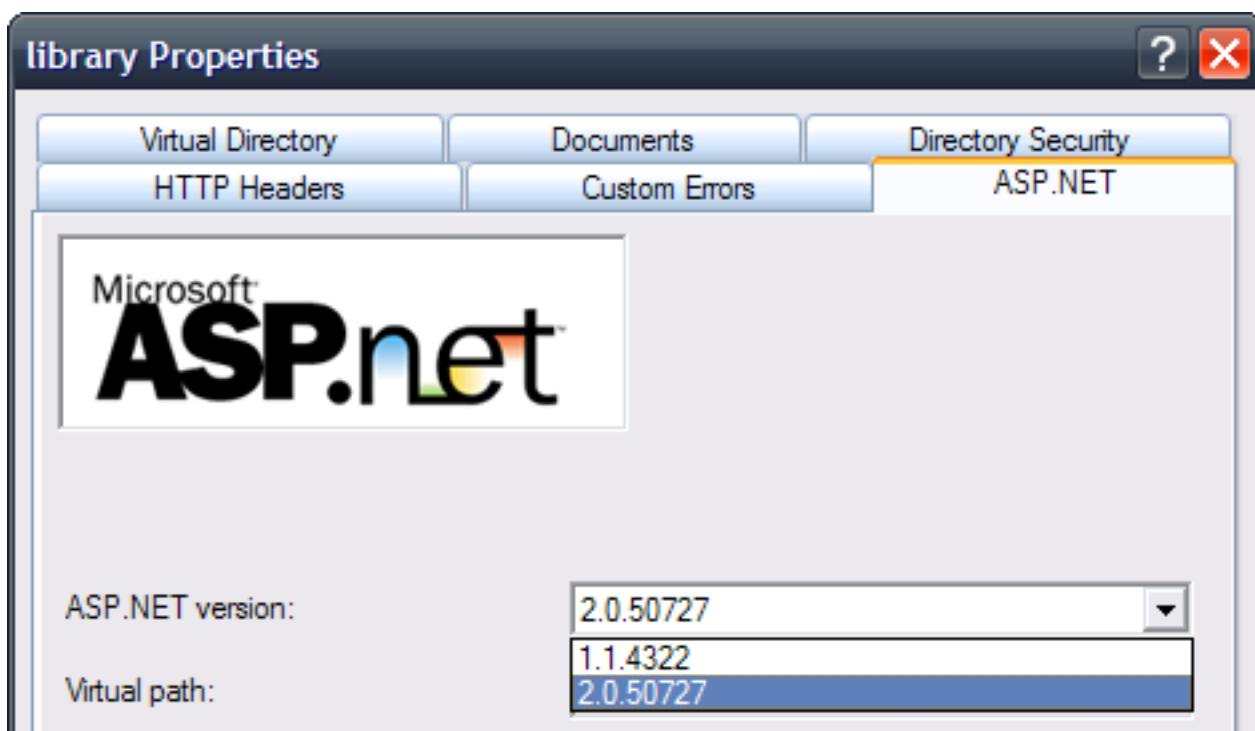 library Properties
?
Virtual Directory Documents Directory Security
HTTP Headers Custom Errors ASP.NET
Microsoft
ASP.net™
ASP.NET version: 2.0.50727
1.1.4322
Virtual path: 2.0.50727